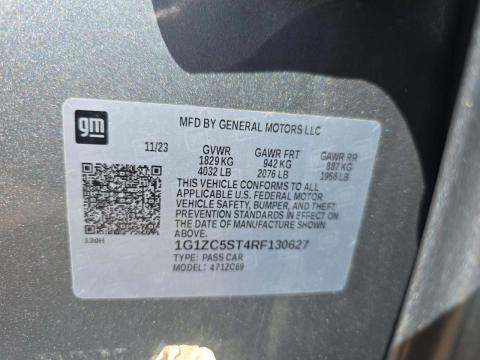 gm
MFD BY GENERAL MOTORS LLC
11/23 GVWR GAWR FRT GAWR RR
1829 KG 942 KG 887 KG
4032 LB 2076 LB 1956 LB
THIS VEHICLE CONFORMS TO ALL
APPLICABLE U.S. FEDERAL MOTOR
VEHICLE SAFETY, BUMPER, AND THEFT
PREVENTION STANDARDS IN EFFECT ON
THE DATE OF MANUFACTURE SHOWN ABOVE.
130H
1G1ZC5ST4RF130627
TYPE: PASS CAR
MODEL: 471ZC69